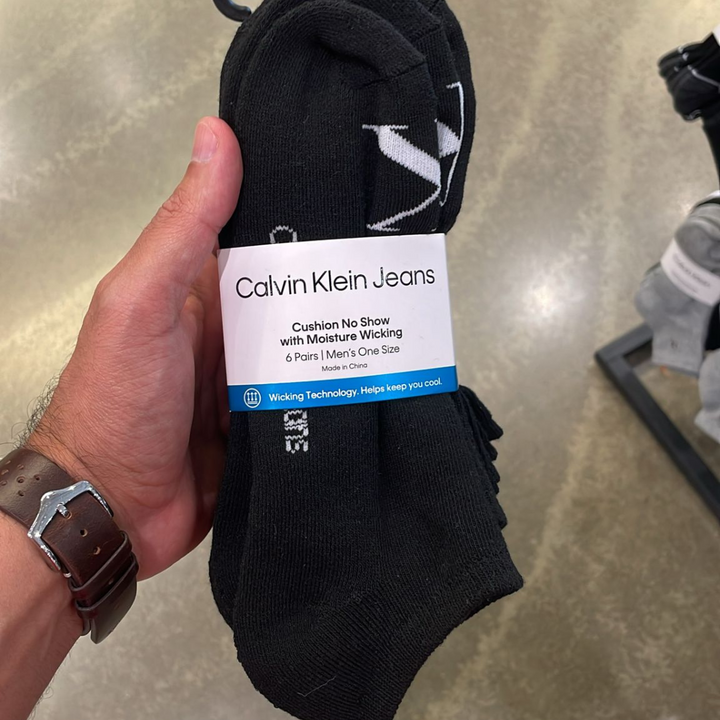 Calvin Klein Jeans
Cushion No Show
with Moisture Wicking
6 Pairs | Men's One Size
Made in China
Wicking Technology. Helps keep you cool.